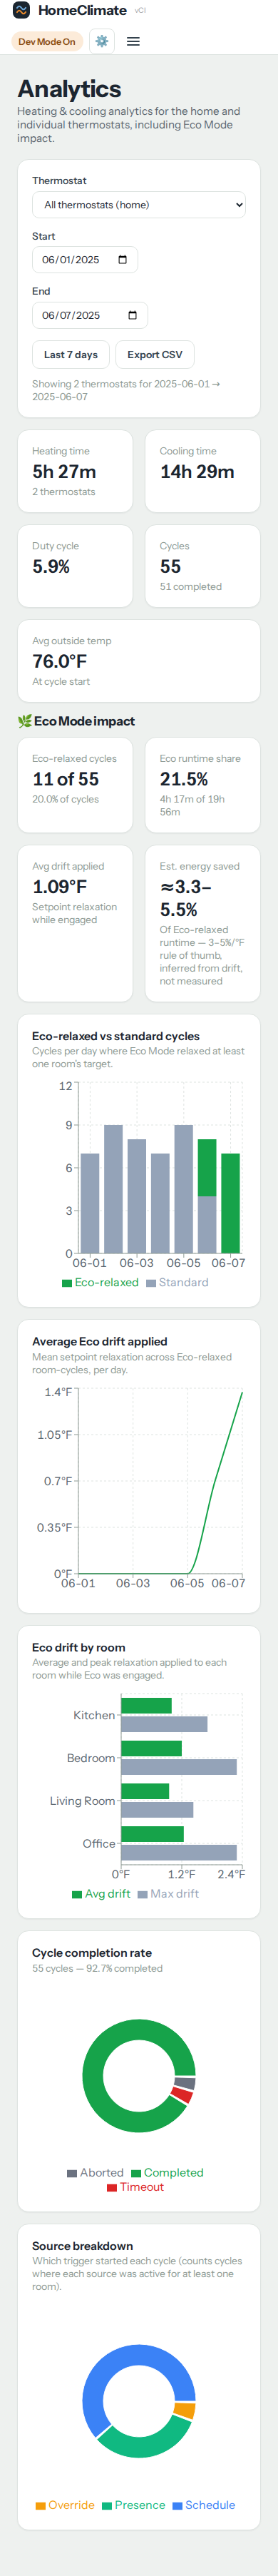 HomeClimate vCI
Dev Mode On
Analytics
Heating & cooling analytics for the home and
individual thermostats, including Eco Mode
impact.
Thermostat
All thermostats (home)
Start
06/01/2025
End
06/07/2025
Last 7 days Export CSV
Showing 2 thermostats for 2025-06-01 →
2025-06-07
Heating time
5h 27m
2 thermostats
Cooling time
14h 29m
Duty cycle
5.9%
Cycles
55
51 completed
Avg outside temp
76.0°F
At cycle start
Eco Mode impact
Eco-relaxed cycles
11 of 55
20.0% of cycles
Eco runtime share
21.5%
4h 17m of 19h
56m
Avg drift applied
1.09°F
Setpoint relaxation
while engaged
Est. energy saved
≈3.3–
5.5%
Of Eco-relaxed
runtime — 3–5%/°F
rule of thumb,
inferred from drift,
not measured
Eco-relaxed vs standard cycles
Cycles per day where Eco Mode relaxed at least
one room's target.
12
9
6
3
0
06-01 06-03 06-05 06-07
Eco-relaxed Standard
Average Eco drift applied
Mean setpoint relaxation across Eco-relaxed
room-cycles, per day.
1.4°F
1.05°F
0.7°F
0.35°F
0°F
06-01 06-03 06-05 06-07
Eco drift by room
Average and peak relaxation applied to each
room while Eco was engaged.
Kitchen
Bedroom
Living Room
Office
0°F 1.2°F 2.4°F
Avg drift Max drift
Cycle completion rate
55 cycles — 92.7% completed
Aborted Completed
Timeout
Source breakdown
Which trigger started each cycle (counts cycles
where each source was active for at least one
room).
Override Presence Schedule